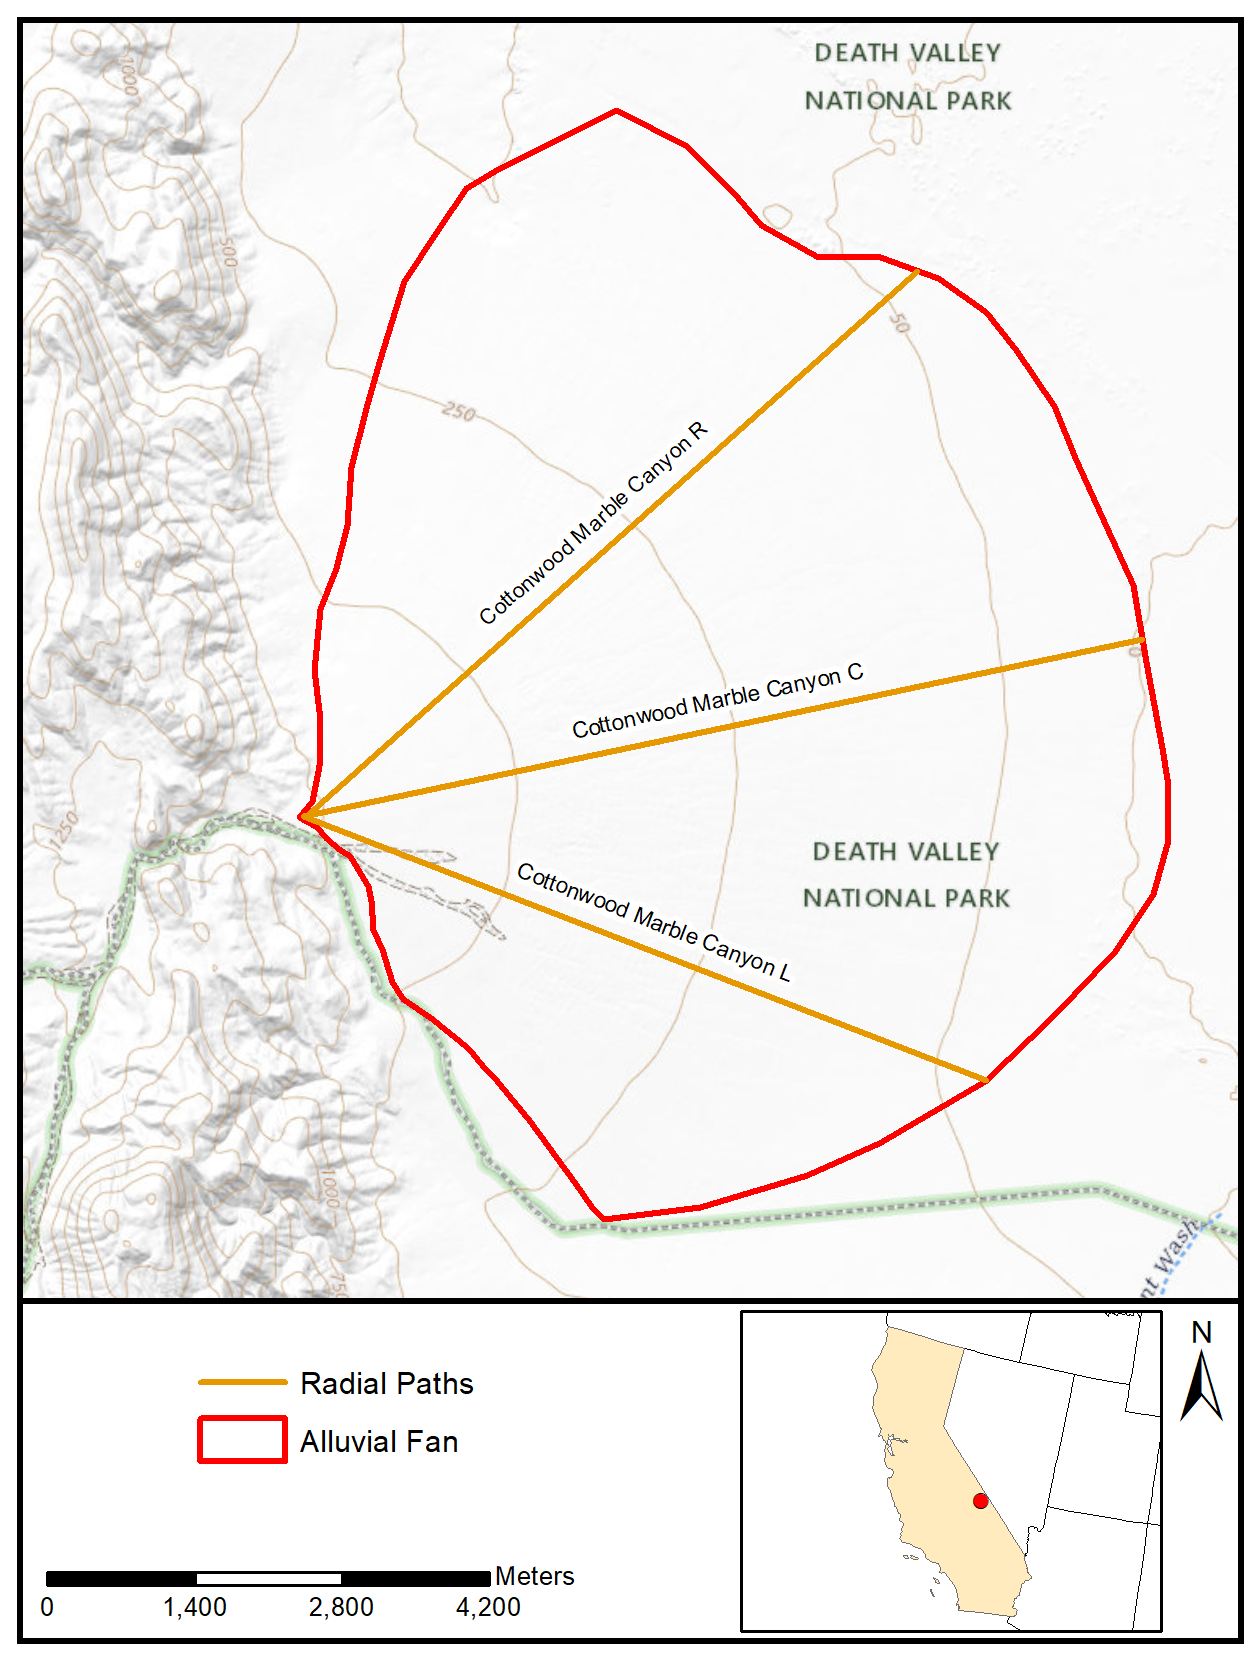 DEATH VALLEY
NATIONAL PARK
1000
500
50
250
Cottonwood Marble Canyon R
0
Cottonwood Marble Canyon C
1250
DEATH VALLEY
NATIONAL PARK
Cottonwood Marble Canyon L
1000
750
nt Wash
Radial Paths
Alluvial Fan
N
Meters
0 1,400 2,800 4,200